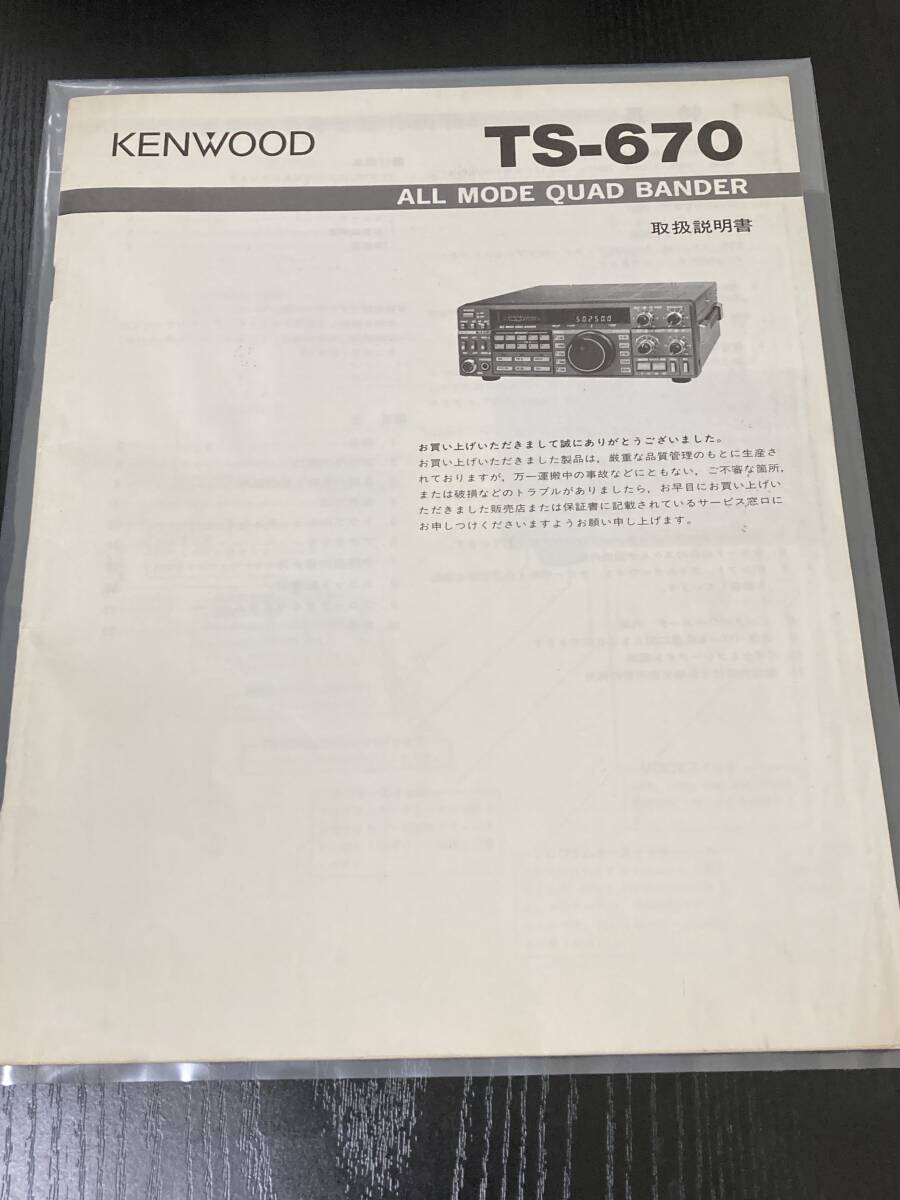 KENWOOD
TS-670
ALL MODE QUAD BANDER
取扱説明書
50250.0
お買い上げいただきまして誠にありがとうございました。
お買い上げいただきました製品は，厳重な品質管理のもとに生産さ
れておりますが，万一運搬中の事故などにともない，ご不審な箇所，
または破損などのトラブルがありましたら，お早目にお買い上げい
ただきました販売店または保証書に記載されているサービス窓口に
お申しつけくださいますようお願い申し上げます。